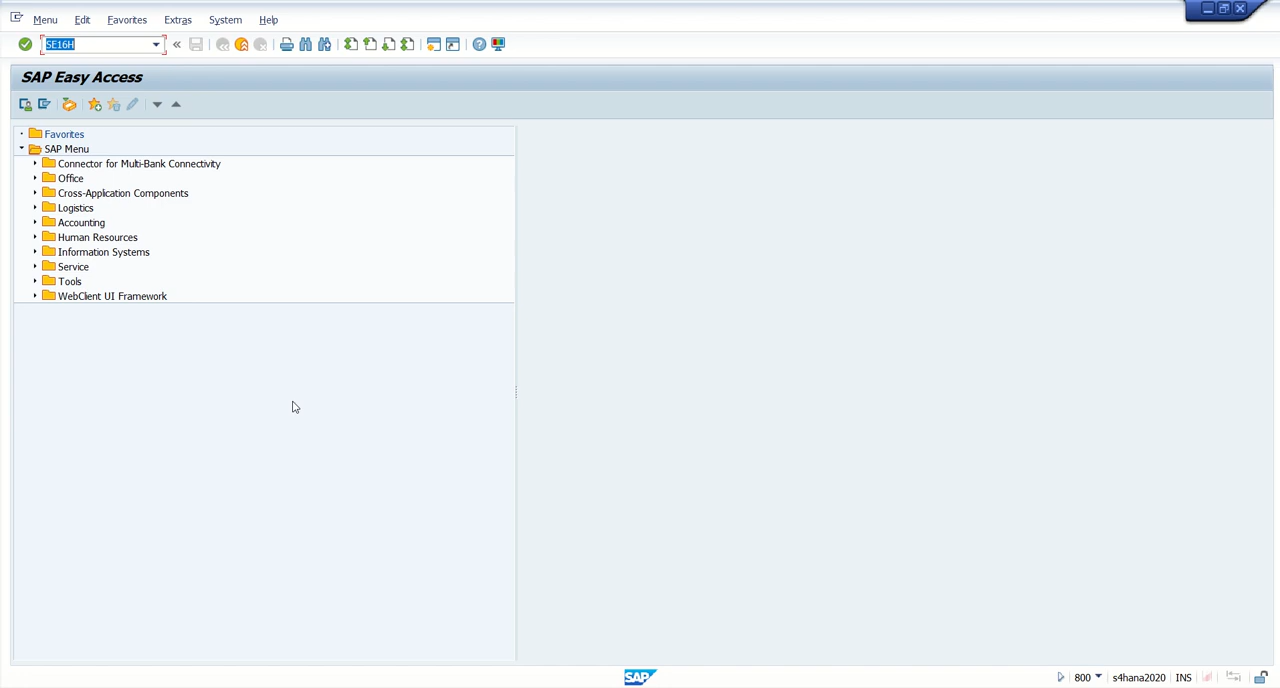 Menu Edit Favorites Extras System Help
SE16H
SAP Easy Access
Favorites
SAP Menu
Connector for Multi-Bank Connectivity
Office
Cross-Application Components
Logistics
Accounting
Human Resources
Information Systems
Service
Tools
WebClient UI Framework
SAP
800 s4hana2020 INS